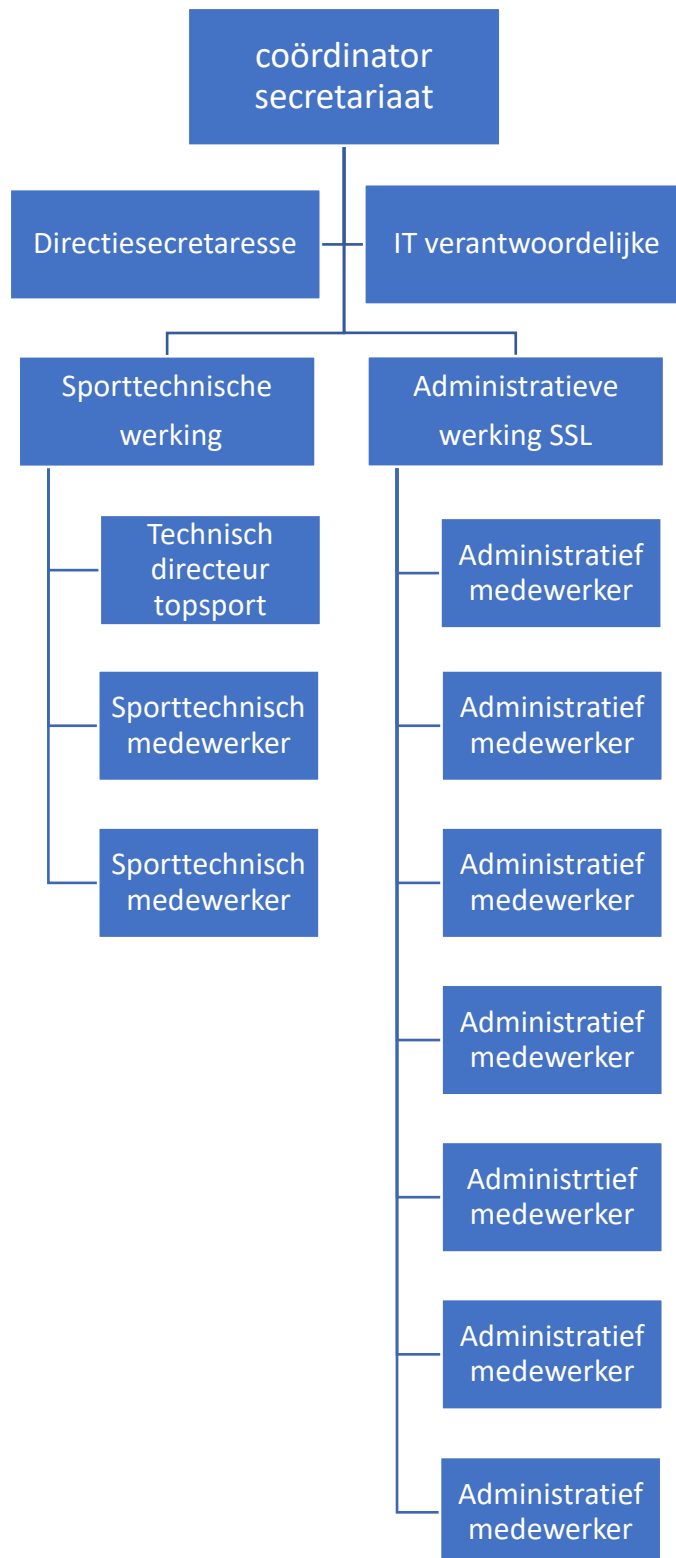 coördinator
secretariaat
Directiesecretaresse
IT verantwoordelijke
Sporttechnische
werking
Administratieve
werking SSL
Technisch
directeur
topsport
Sporttechnisch
medewerker
Sporttechnisch
medewerker
Administratief
medewerker
Administratief
medewerker
Administratief
medewerker
Administratief
medewerker
Administrtief
medewerker
Administratief
medewerker
Administratief
medewerker